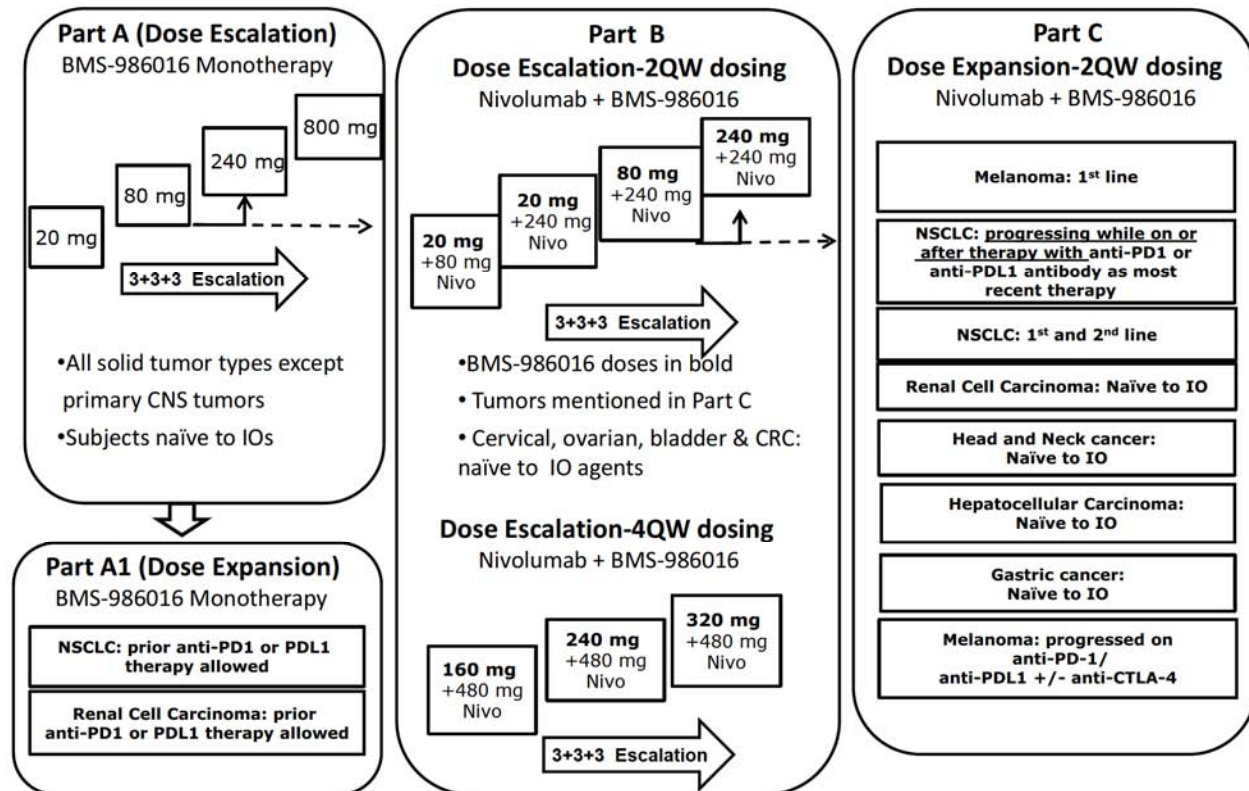 Part A (Dose Escalation)
BMS-986016 Monotherapy
20 mg
80 mg
240 mg
800 mg
3+3+3 Escalation
•All solid tumor types except
primary CNS tumors
•Subjects naïve to IOs
Part A1 (Dose Expansion)
BMS-986016 Monotherapy
NSCLC: prior anti-PD1 or PDL1
therapy allowed
Renal Cell Carcinoma: prior
anti-PD1 or PDL1 therapy allowed
Part B
Dose Escalation-2QW dosing
Nivolumab + BMS-986016
20 mg
+80 mg
Nivo
20 mg
+240 mg
Nivo
80 mg
+240 mg
Nivo
240 mg
+240 mg
Nivo
3+3+3 Escalation
•BMS-986016 doses in bold
• Tumors mentioned in Part C
• Cervical, ovarian, bladder & CRC:
naïve to IO agents
Dose Escalation-4QW dosing
Nivolumab + BMS-986016
160 mg
+480 mg
Nivo
240 mg
+480 mg
Nivo
320 mg
+480 mg
Nivo
3+3+3 Escalation
Part C
Dose Expansion-2QW dosing
Nivolumab + BMS-986016
Melanoma: 1st line
NSCLC: progressing while on or
after therapy with anti-PD1 or
anti-PDL1 antibody as most
recent therapy
NSCLC: 1st and 2nd line
Renal Cell Carcinoma: Naïve to IO
Head and Neck cancer:
Naïve to IO
Hepatocellular Carcinoma:
Naïve to IO
Gastric cancer:
Naïve to IO
Melanoma: progressed on
anti-PD-1/
anti-PDL1 +/- anti-CTLA-4